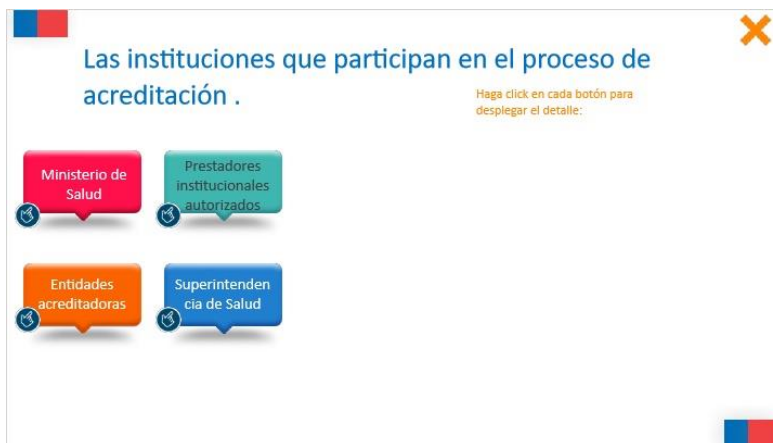 Las instituciones que participan en el proceso de
acreditación .
Haga click en cada botón para
desplegar el detalle:
Ministerio de
Salud
Prestadores
institucionales
autorizados
Entidades
acreditadoras
Superintenden
cia de Salud